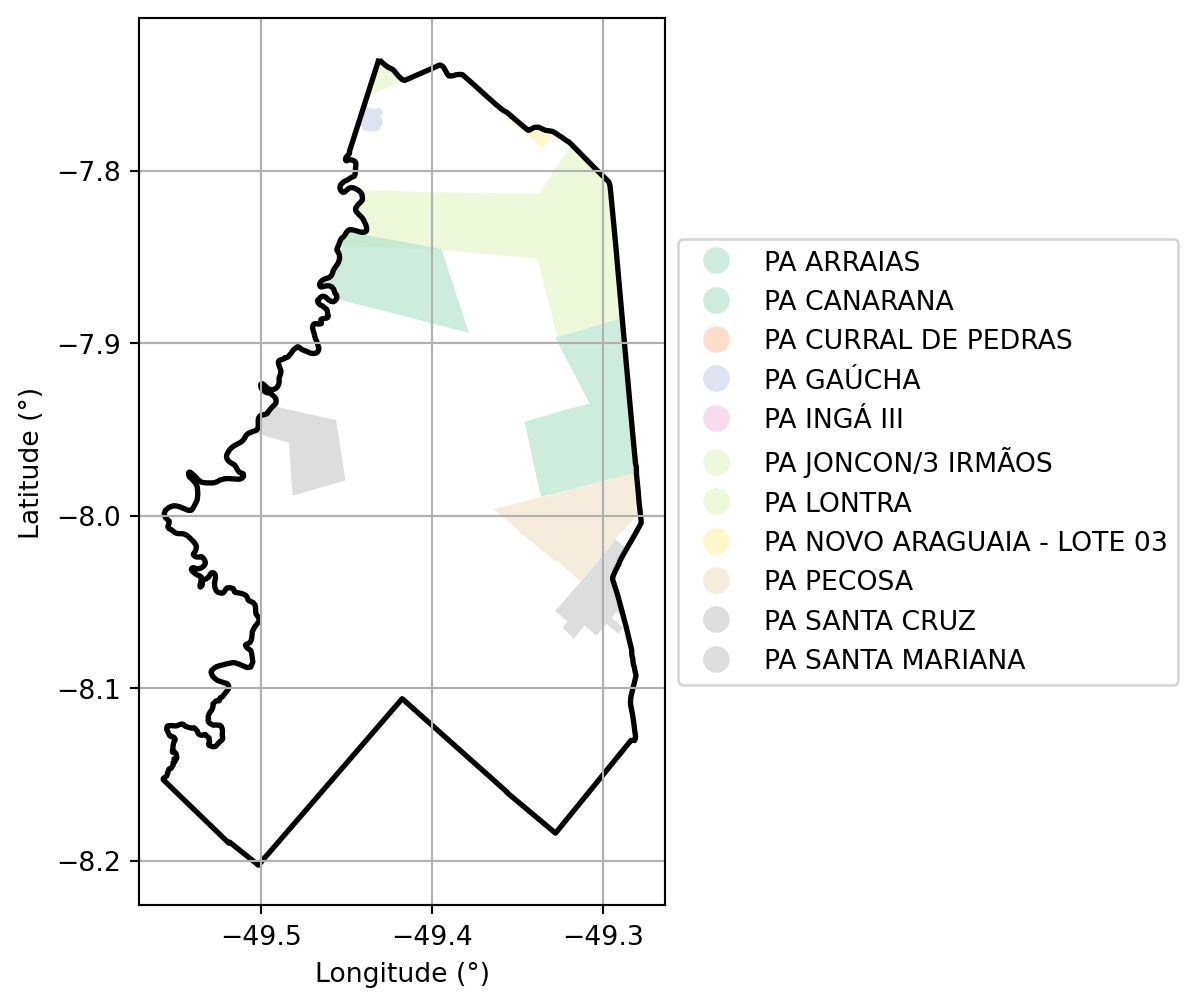 −7.8
−7.9
−8.0
−8.1
−8.2
Latitude (°)
−49.5
−49.4
−49.3
Longitude (°)
PA ARRAIAS
PA CANARANA
PA CURRAL DE PEDRAS
PA GAÚCHA
PA INGÁ III
PA JONCON/3 IRMÃOS
PA LONTRA
PA NOVO ARAGUAIA - LOTE 03
PA PECOSA
PA SANTA CRUZ
PA SANTA MARIANA